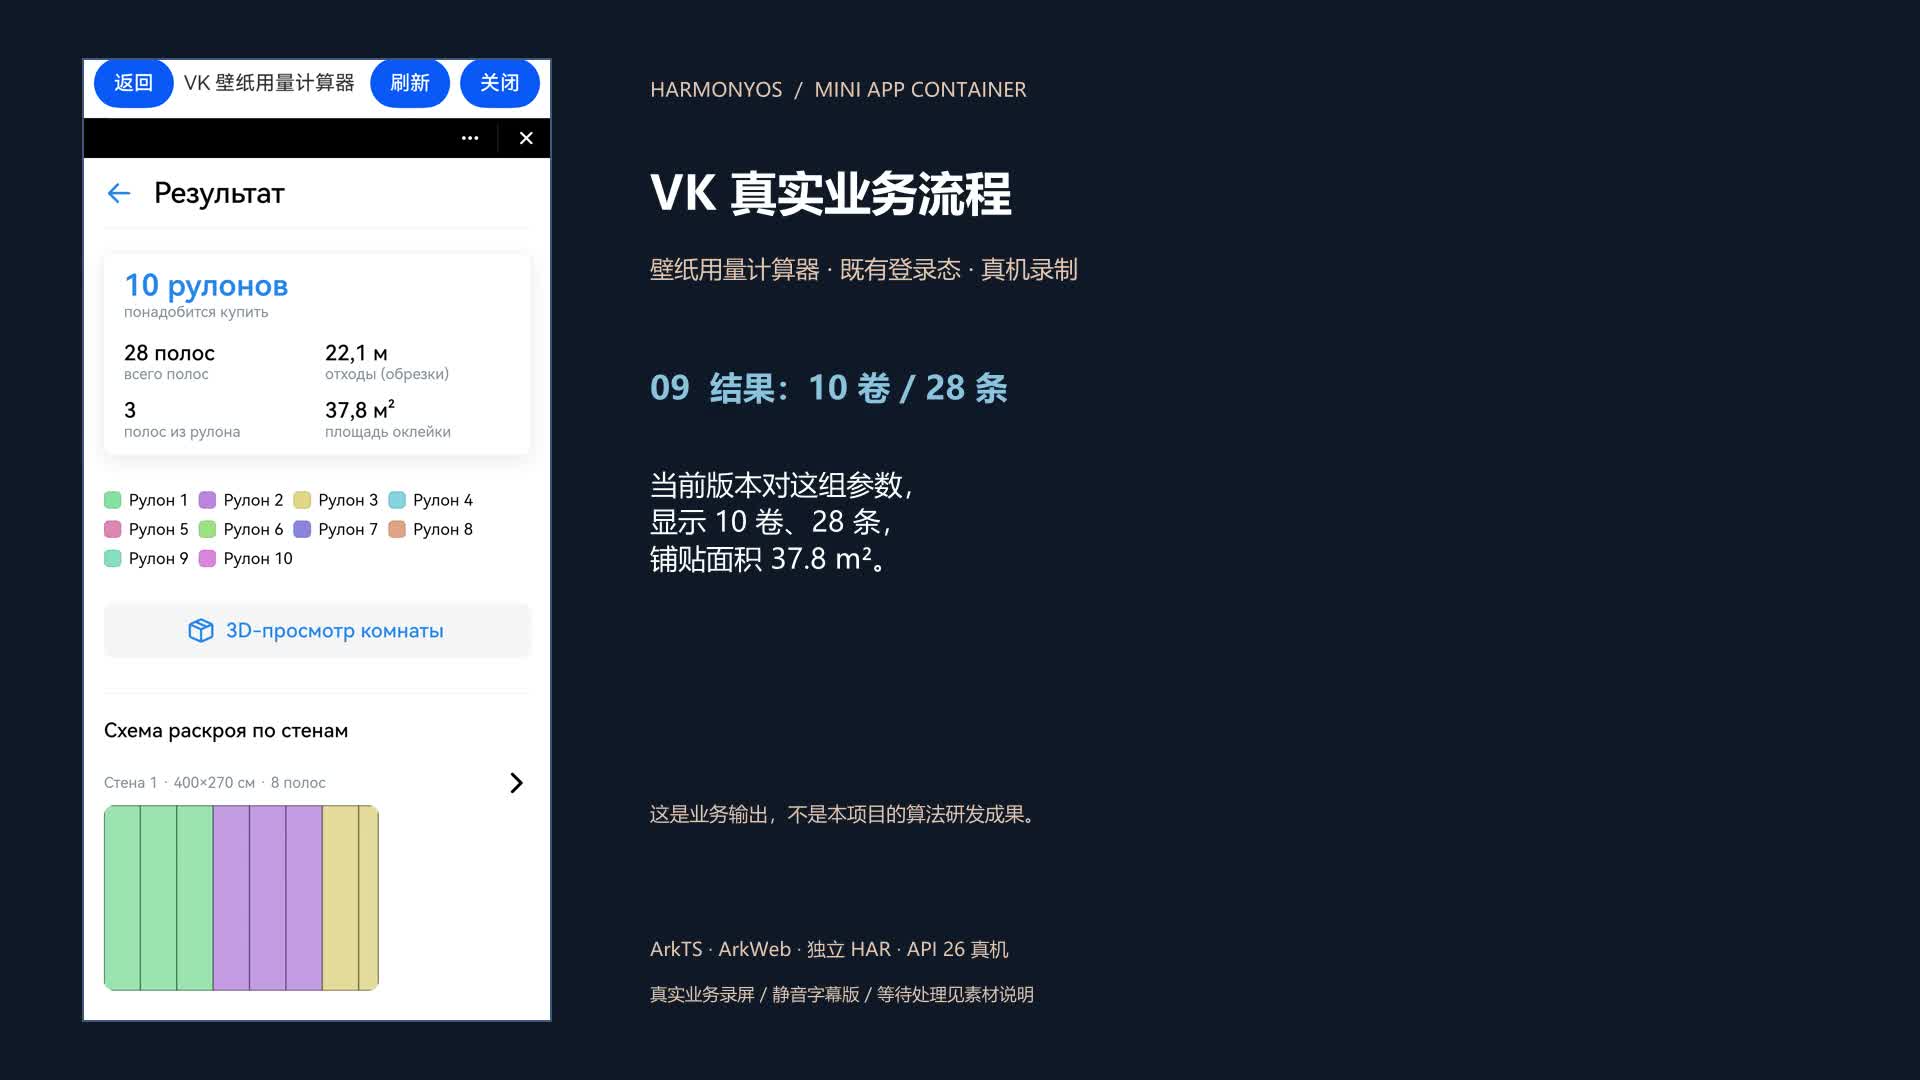 返回 VK 壁纸用量计算器 刷新 关闭
Результат
10 рулонов
понадобится купить
28 полос 22,1 м
всего полос отходы (обрезки)
3 37,8 м²
полос из рулона площадь оклейки
Рулон 1 Рулон 2 Рулон 3 Рулон 4
Рулон 5 Рулон 6 Рулон 7 Рулон 8
Рулон 9 Рулон 10
3D-просмотр комнаты
Схема раскроя по стенам
Стена 1 · 400×270 см · 8 полос
HARMONYOS / MINI APP CONTAINER
VK 真实业务流程
壁纸用量计算器 · 既有登录态 · 真机录制
09 结果：10 卷 / 28 条
当前版本对这组参数，
显示 10 卷、28 条，
铺贴面积 37.8 m²。
这是业务输出，不是本项目的算法研发成果。
ArkTS · ArkWeb · 独立 HAR · API 26 真机
真实业务录屏 / 静音字幕版 / 等待处理见素材说明